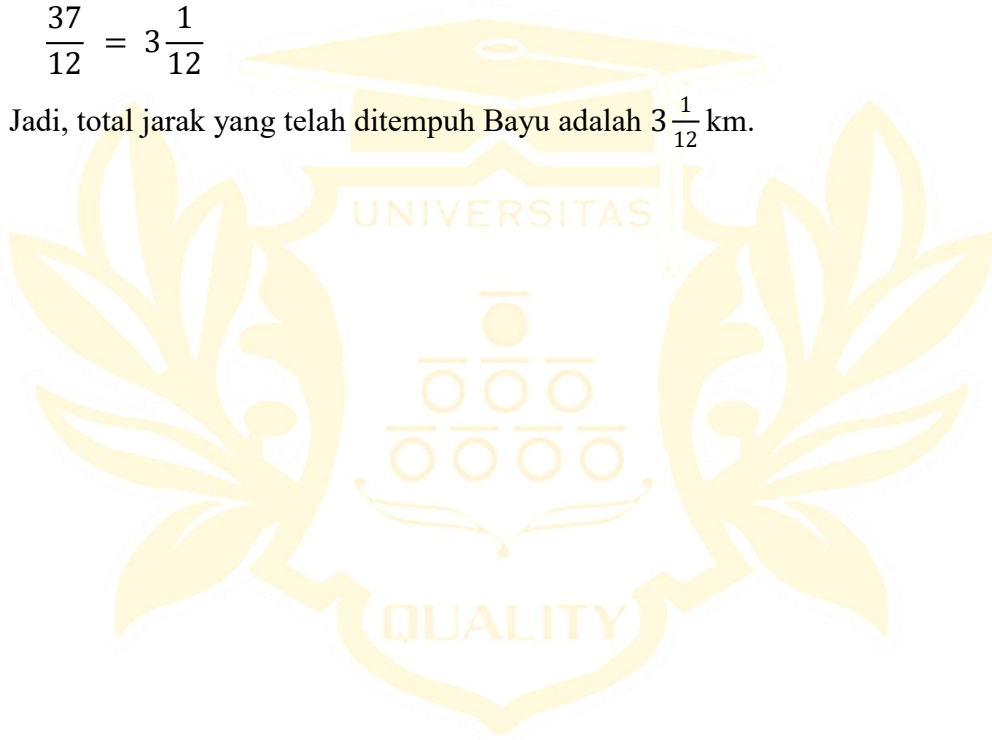 37/12 = 3 1/12
Jadi, total jarak yang telah ditempuh Bayu adalah 3 1/12 km.
UNIVERSITAS
QUALITY